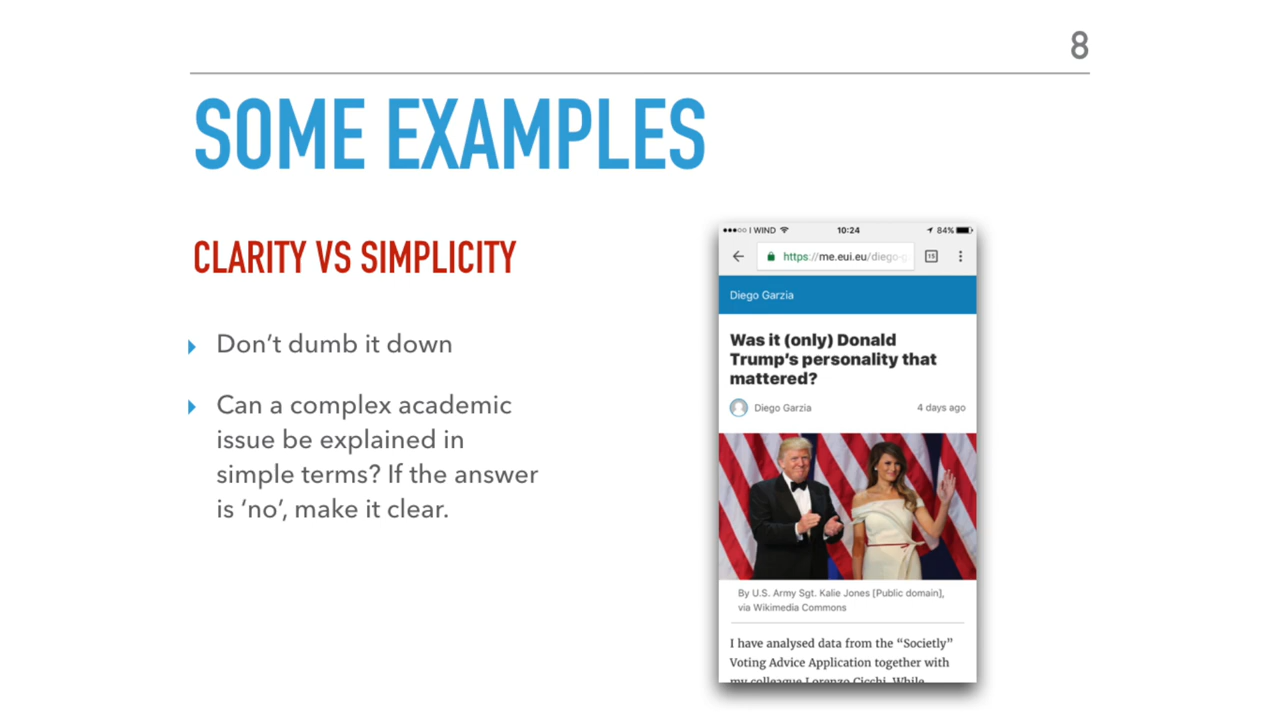 8
SOME EXAMPLES
CLARITY VS SIMPLICITY
Don’t dumb it down
Can a complex academic
issue be explained in
simple terms? If the answer
is ‘no’, make it clear.
I WIND 10:24 84%
https://me.eui.eu/diego-g 15
Diego Garzia
Was it (only) Donald
Trump’s personality that
mattered?
Diego Garzia 4 days ago
By U.S. Army Sgt. Kalie Jones [Public domain],
via Wikimedia Commons
I have analysed data from the “Societly”
Voting Advice Application together with
my colleague Lorenzo Cicchi. While